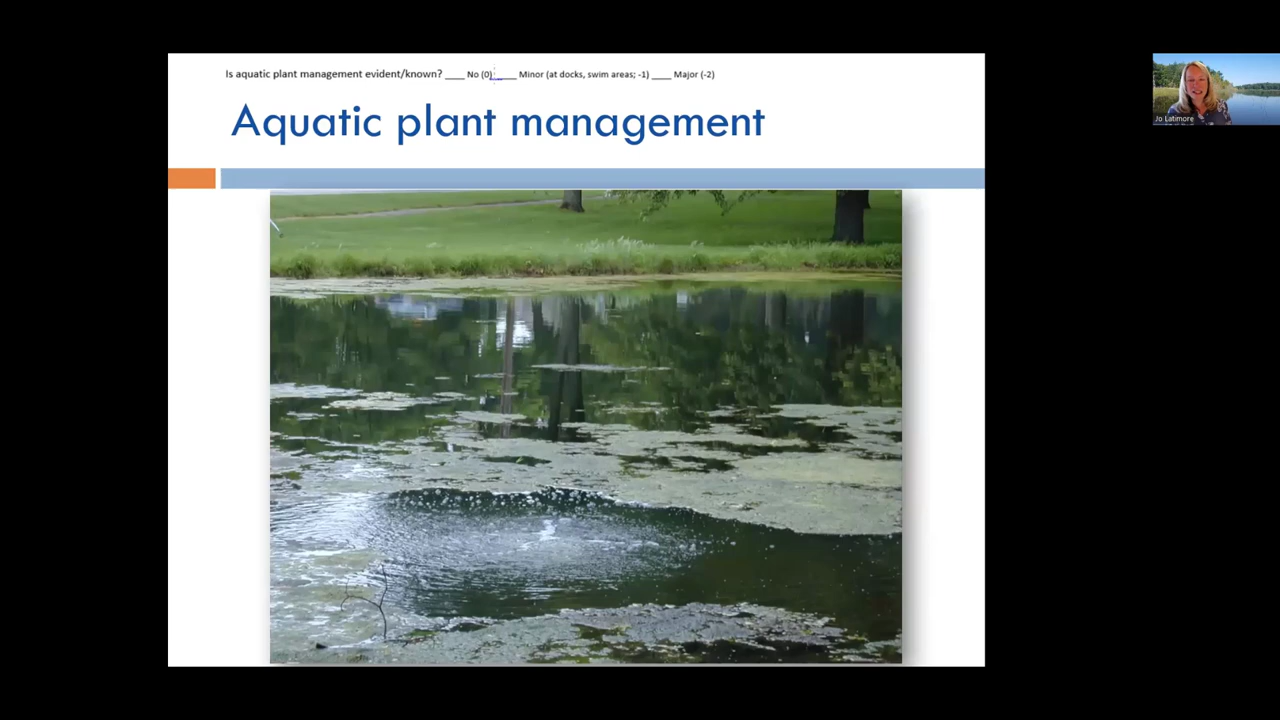 Is aquatic plant management evident/known? ____ No (0) ____ Minor (at docks, swim areas; -1) ____ Major (-2)
Aquatic plant management
Jo Latimore